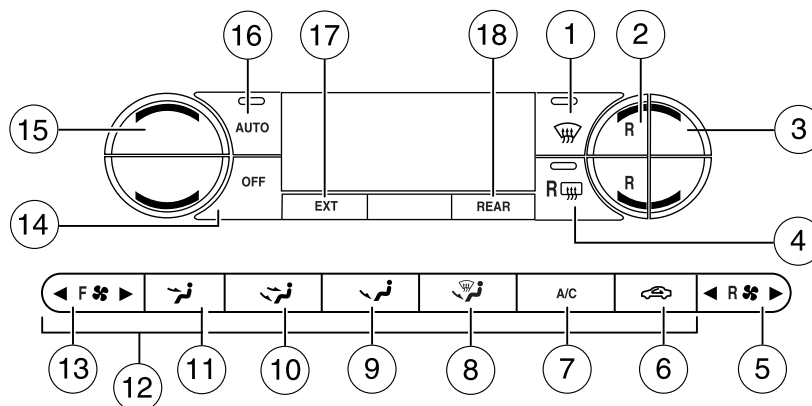 16 17 18 1 2
15 AUTO R 3
OFF R R
14 EXT REAR 4
F A/C R
13 12 11 10 9 8 7 6 5